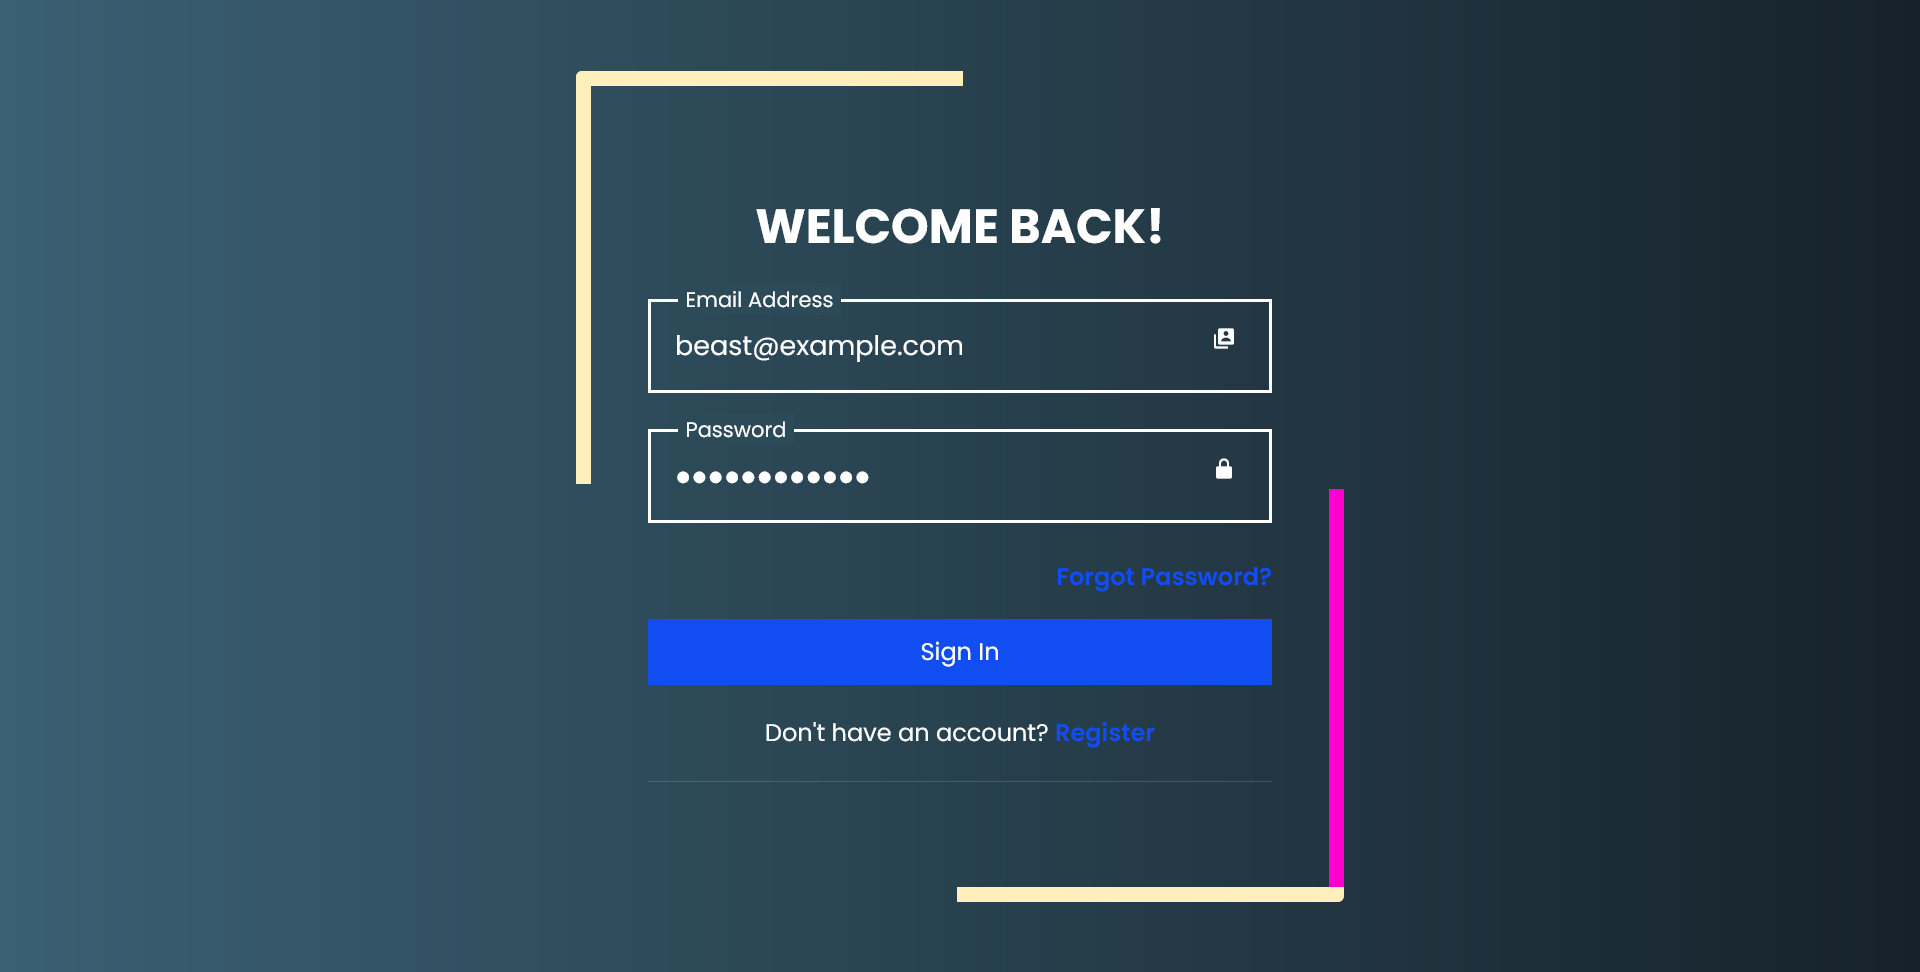 WELCOME BACK!
Email Address
beast@example.com
Password
●●●●●●●●●●●●
Forgot Password?
Sign In
Don't have an account? Register